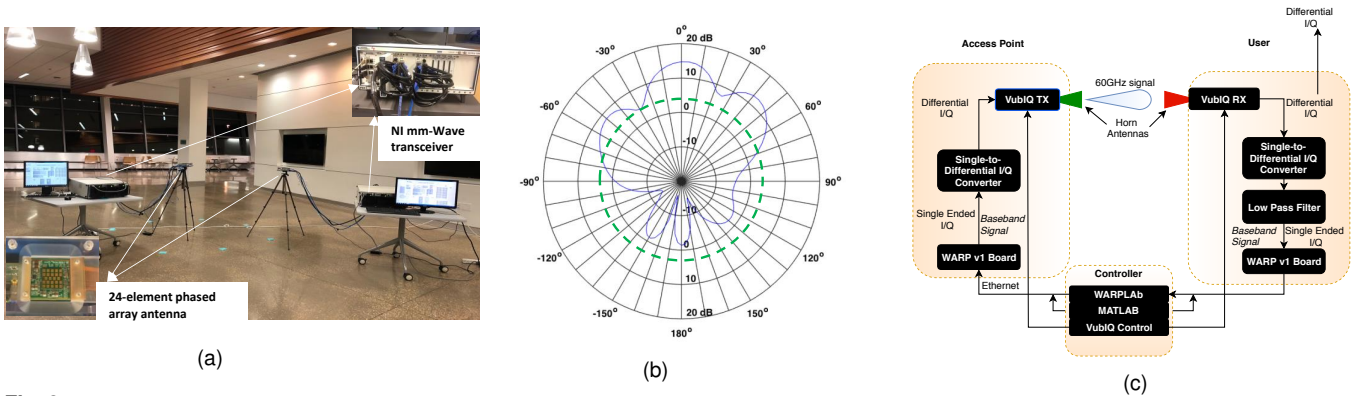 NI mm-Wave
transceiver
24-element phased
array antenna
(a)
0°
-30°
30°
-60°
60°
-90°
90°
-120°
120°
-150°
150°
180°
20 dB
10
0
-10
-10
0
10
20 dB
(b)
Differential
I/Q
Access Point
User
60GHz signal
Differential
I/Q
VubIQ TX
VubIQ RX
Differential
I/Q
Horn
Antennas
Single-to-
Differential I/Q
Converter
Single-to-
Differential I/Q
Converter
Low Pass Filter
Single Ended
I/Q
Baseband
Signal
Baseband
Signal
Single Ended
I/Q
WARP v1 Board
WARP v1 Board
Ethernet
Controller
WARPLAb
MATLAB
VubIQ Control
(c)